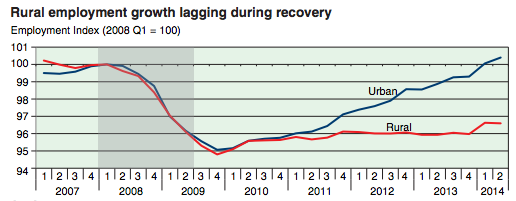 Rural employment growth lagging during recovery
Employment Index (2008 Q1 = 100)
101
100
99
98
97
96
95
94
Urban
Rural
1 2 3 4 1 2 3 4 1 2 3 4 1 2 3 4 1 2 3 4 1 2 3 4 1 2 3 4 1 2
2007 2008 2009 2010 2011 2012 2013 2014